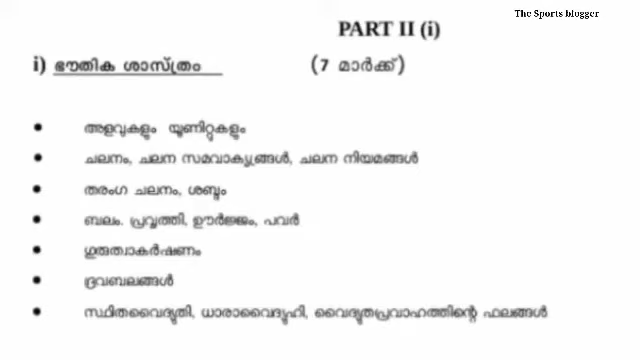 The Sports blogger
PART II (i)
i) ഭൗതിക ശാസ്ത്രം (7 മാർക്ക്)
• അളവുകളും യൂണിറ്റുകളും
• ചലനം, ചലന സമവാക്യങ്ങൾ, ചലന നിയമങ്ങൾ
• തരംഗ ചലനം, ശബ്ദം
• ബലം. പ്രവൃത്തി, ഊർജ്ജം, പവർ
• ഗുരുത്വാകർഷണം
• ദ്രവബലങ്ങൾ
• സ്ഥിതവൈദ്യുതി, ധാരാവൈദ്യുതി, വൈദ്യുതപ്രവാഹത്തിന്റെ ഫലങ്ങൾ